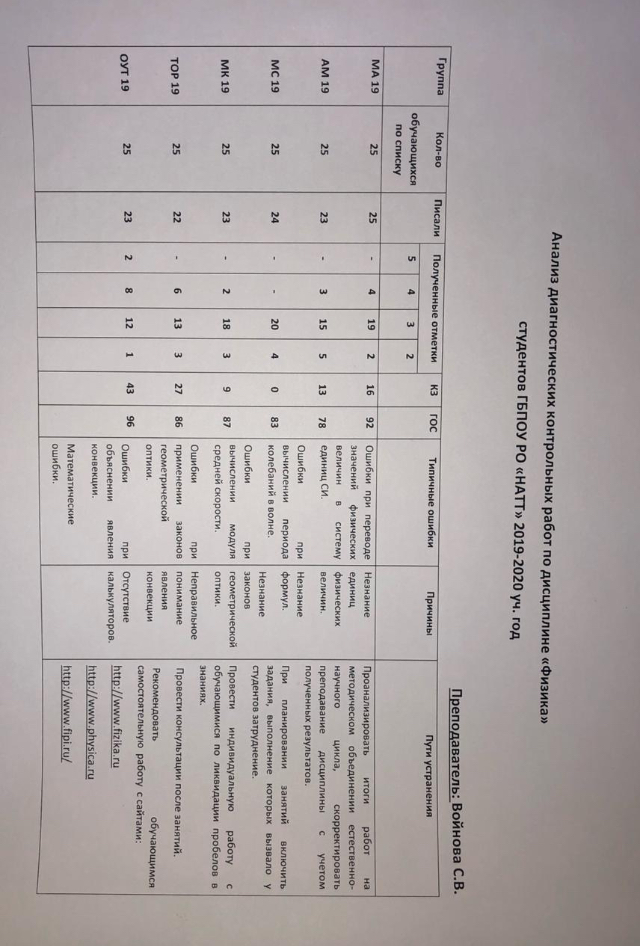 Анализ диагностических контрольных работ по дисциплине «Физика»
студентов ГБПОУ РО «НАТТ» 2019-2020 уч. год
Преподаватель: Войнова С.В.
Группа Кол-во обучающихся по списку Писали Полученные отметки КЗ ГОС Типичные ошибки Причины Пути устранения
5 4 3 2
МА 19 25 25 - 4 19 2 16 92
АМ 19 25 23 - 3 15 5 13 78
МС 19 25 24 - - 20 4 0 83
МК 19 25 23 - 2 18 3 9 87
ТОР 19 25 22 - 6 13 3 27 86
ОУТ 19 25 23 2 8 12 1 43 96
Ошибки при переводе
значений физических
величин в систему
единиц СИ.
Ошибки при
вычислении периода
колебаний в волне.
Ошибки при
вычислении модуля
средней скорости.
Ошибки при
применении законов
геометрической
оптики.
Ошибки при
объяснении явления
конвекции.
Математические
ошибки.
Незнание
единиц
физических
величин.
Незнание
формул.
Незнание
законов
геометрической
оптики.
Неправильное
понимание
явления
конвекции
Отсутствие
калькуляторов.
Проанализировать итоги работ на
методическом объединении естественно-
научного цикла, скорректировать
преподавание дисциплины с учетом
полученных результатов.
При планировании занятий включить
задания, выполнение которых вызвало у
студентов затруднение.
Провести индивидуальную работу с
обучающимися по ликвидации пробелов в
знаниях.
Провести консультации после занятий.
Рекомендовать обучающимся
самостоятельную работу с сайтами:
http://www.fizika.ru
http://www.physica.ru
http://www.fipi.ru/